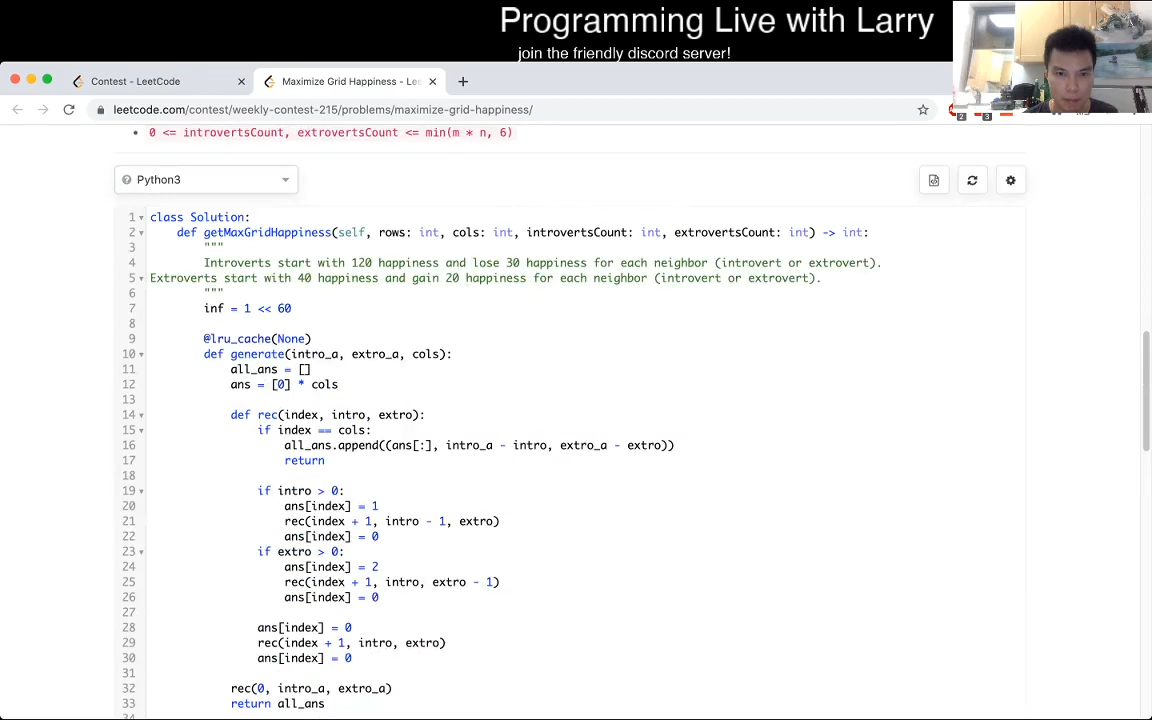 Programming Live with Larry
join the friendly discord server!
Contest - LeetCode
Maximize Grid Happiness - Lee
leetcode.com/contest/weekly-contest-215/problems/maximize-grid-happiness/
2
3
• 0 <= introvertsCount, extrovertsCount <= min(m * n, 6)
Python3
1 class Solution:
2 def getMaxGridHappiness(self, rows: int, cols: int, introvertsCount: int, extrovertsCount: int) -> int:
3 """
4 Introverts start with 120 happiness and lose 30 happiness for each neighbor (introvert or extrovert).
5 Extroverts start with 40 happiness and gain 20 happiness for each neighbor (introvert or extrovert).
6 """
7 inf = 1 << 60
8
9 @lru_cache(None)
10 def generate(intro_a, extro_a, cols):
11 all_ans = []
12 ans = [0] * cols
13
14 def rec(index, intro, extro):
15 if index == cols:
16 all_ans.append((ans[:], intro_a - intro, extro_a - extro))
17 return
18
19 if intro > 0:
20 ans[index] = 1
21 rec(index + 1, intro - 1, extro)
22 ans[index] = 0
23 if extro > 0:
24 ans[index] = 2
25 rec(index + 1, intro, extro - 1)
26 ans[index] = 0
27
28 ans[index] = 0
29 rec(index + 1, intro, extro)
30 ans[index] = 0
31
32 rec(0, intro_a, extro_a)
33 return all_ans
34